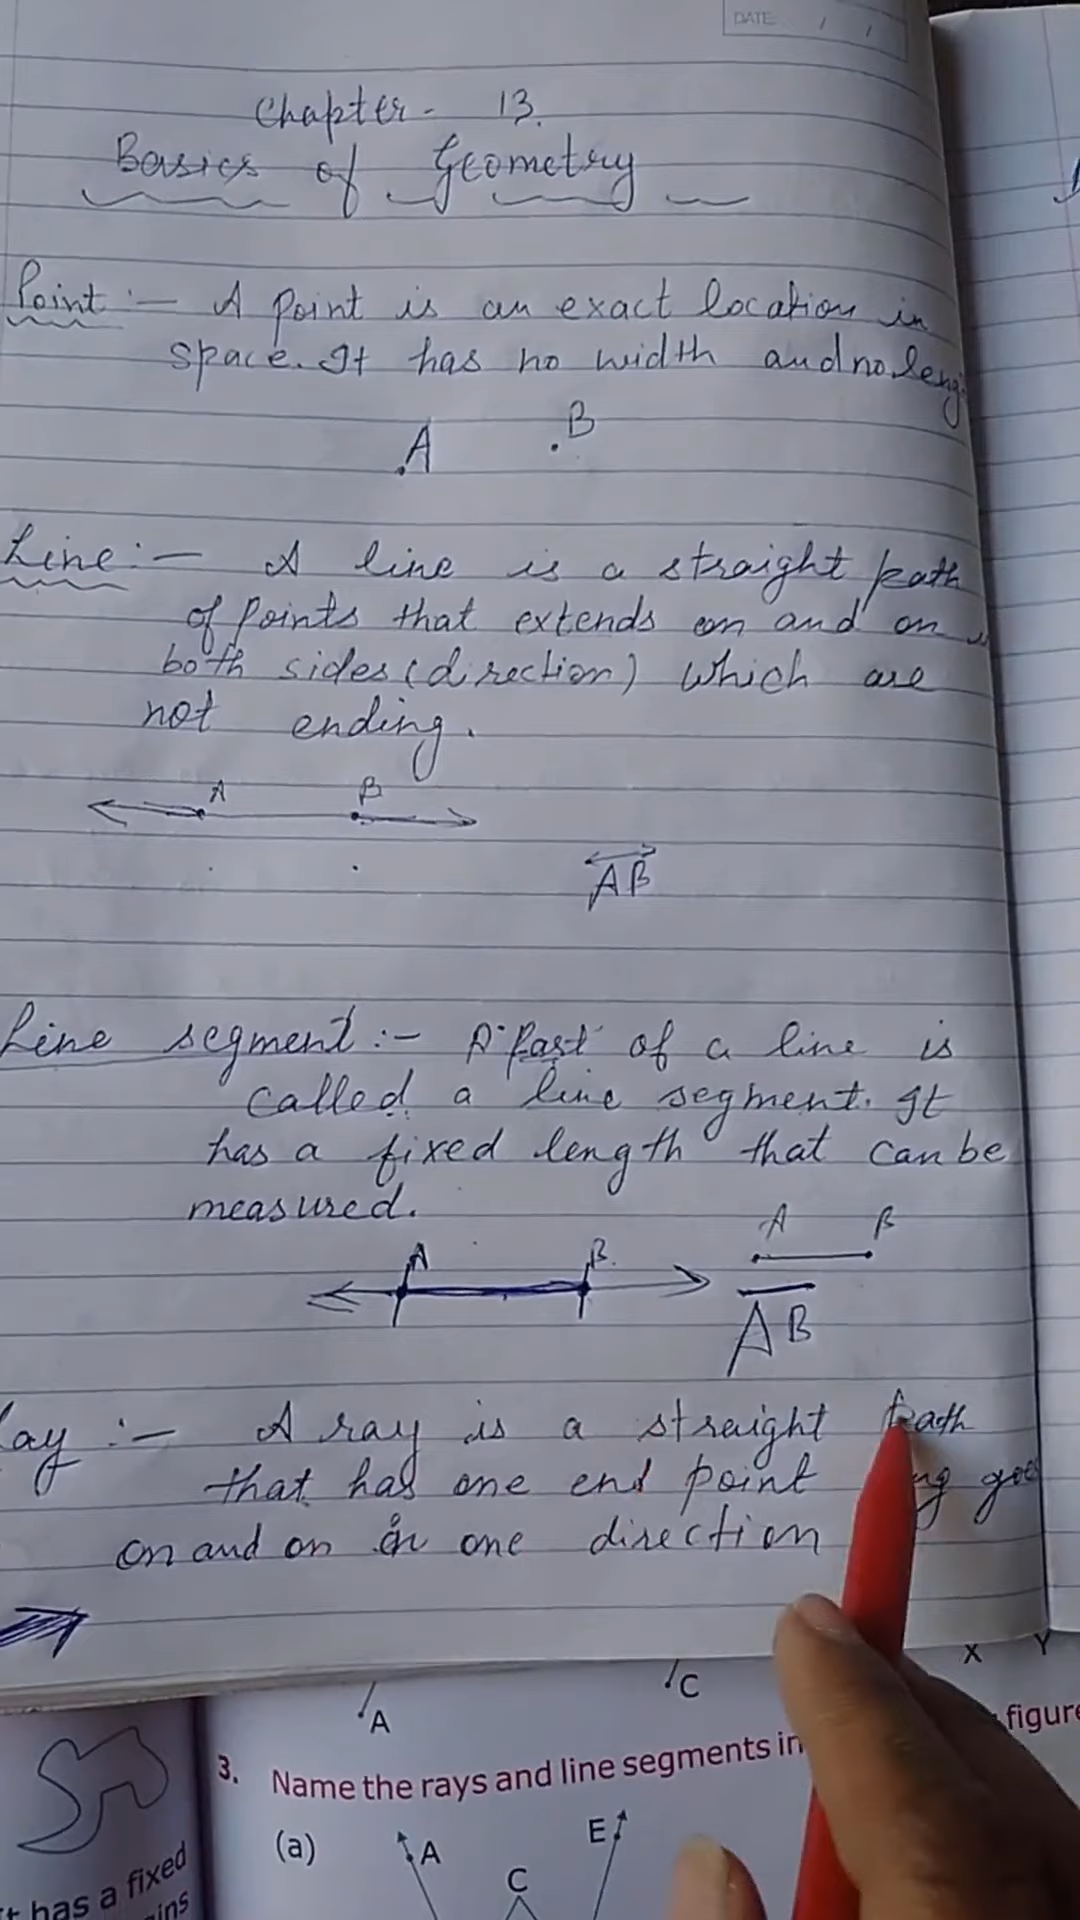 DATE: / /
Chapter - 13.
Basics of Geometry
Point :- A Point is an exact location in
space. It has no width and no leng
A B
Line :- A line is a straight path
of Points that extends on and on
both sides (direction) which are
not ending.
A B
AB
Line segment :- A Part of a line is
called a line segment. It
has a fixed length that can be
measured.
A B
A B
AB
ay :- A ray is a straight path
that has one end point goes
on and on in one direction
X Y
A C
3. Name the rays and line segments in figure
(a) A E
C
t has a fixed
ins